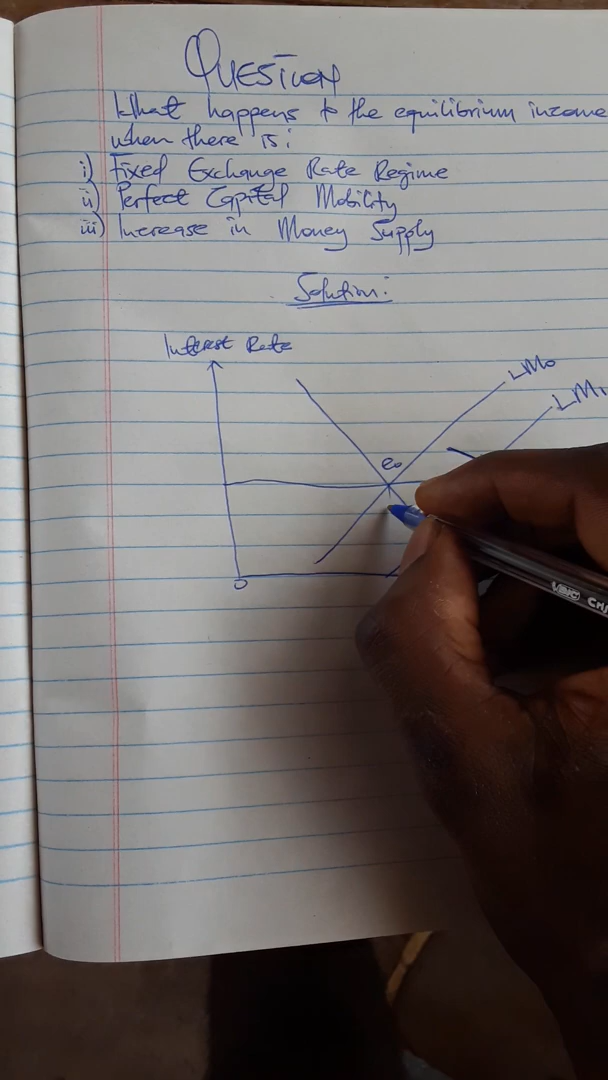 QUESTION
What happens to the equilibrium income
when there is:
i) Fixed Exchange Rate Regime
ii) Perfect Capital Mobility
iii) Increase in Money Supply
Solution:
Interest Rate
LM₀
LM₁
e₀
0
BIC